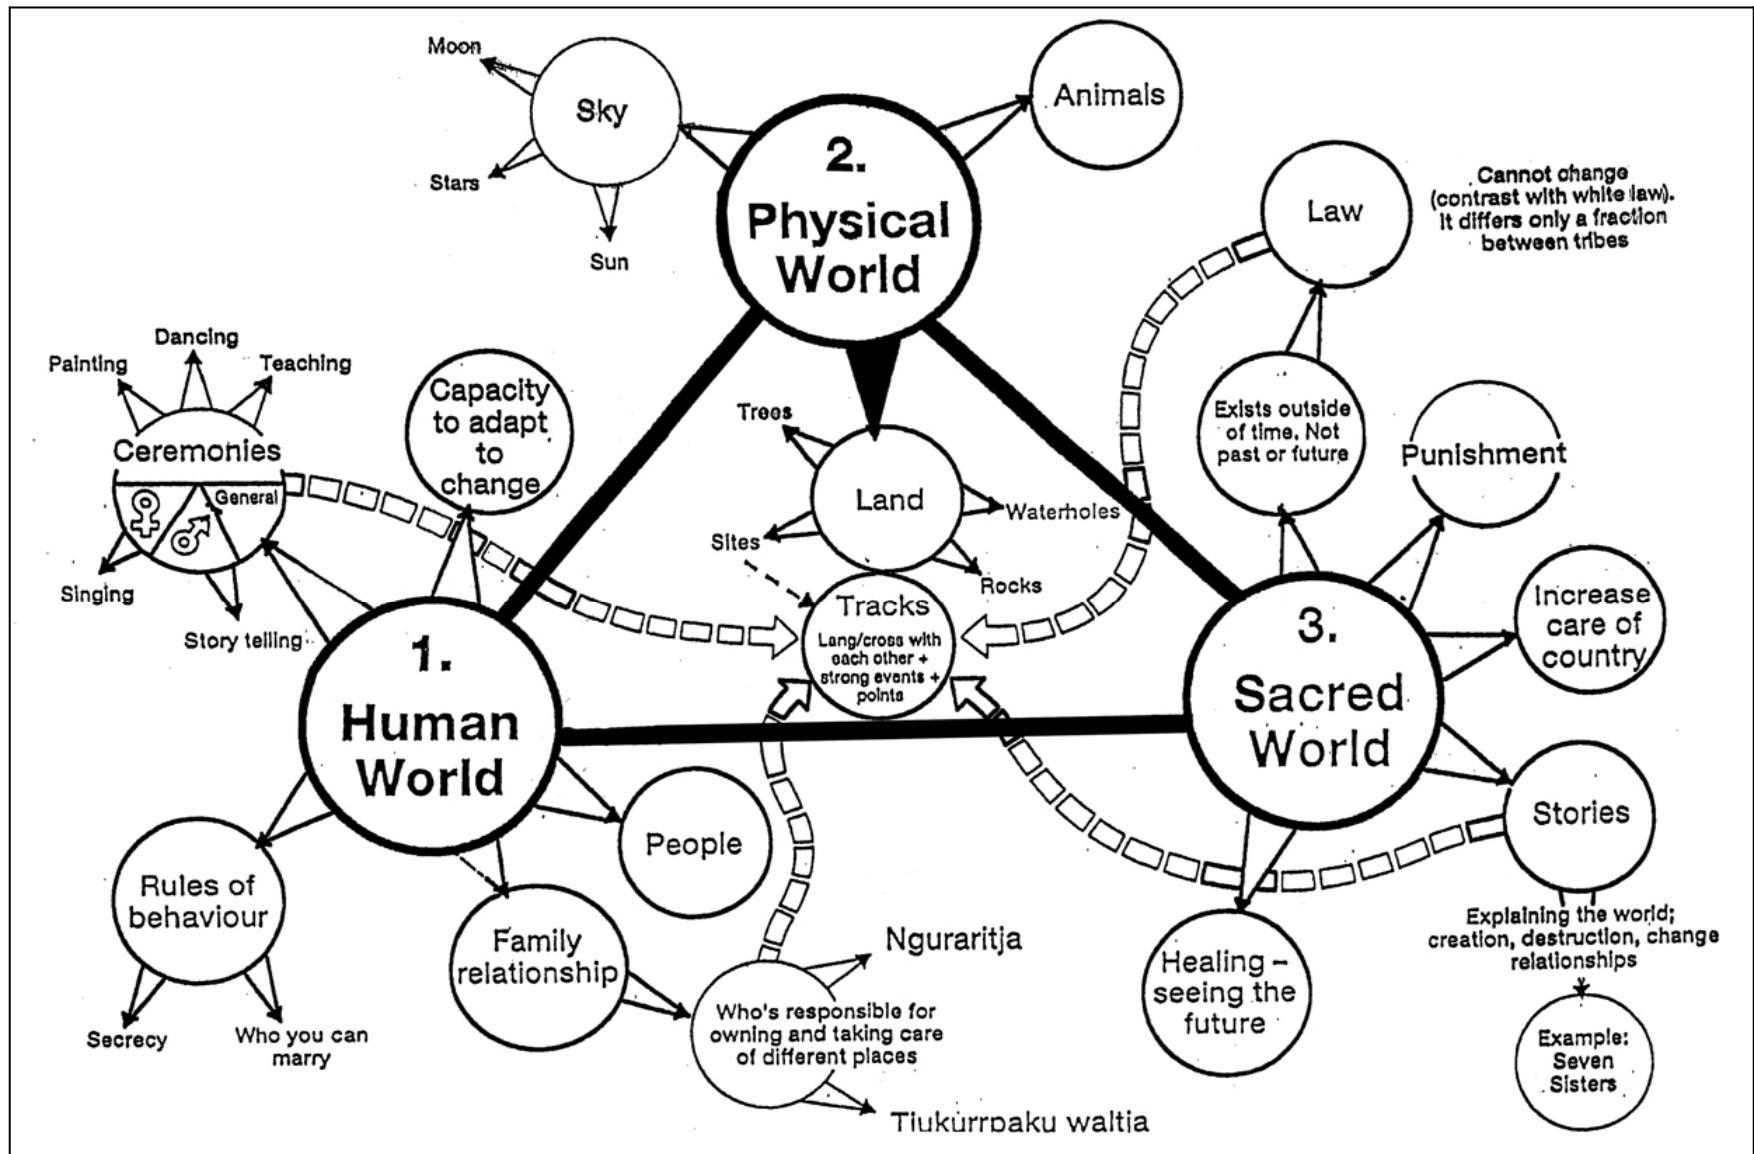 Moon
Sky
Stars
Sun
2.
Physical
World
Animals
Law
Cannot change
(contrast with white law).
It differs only a fraction
between tribes
Dancing
Painting
Teaching
Ceremonies
General
Singing
Story telling
Capacity
to adapt
to
change
Trees
Land
Waterholes
Sites
Rocks
Tracks
Lang/cross with
each other +
strong events +
points
Exists outside
of time. Not
past or future
Punishment
Increase
care of
country
1.
Human
World
3.
Sacred
World
Stories
People
Rules of
behaviour
Secrecy
Who you can
marry
Family
relationship
Who's responsible for
owning and taking care
of different places
Nguraritja
Tjukurrpaku waltja
Healing –
seeing the
future
Explaining the world;
creation, destruction, change
relationships
Example:
Seven
Sisters